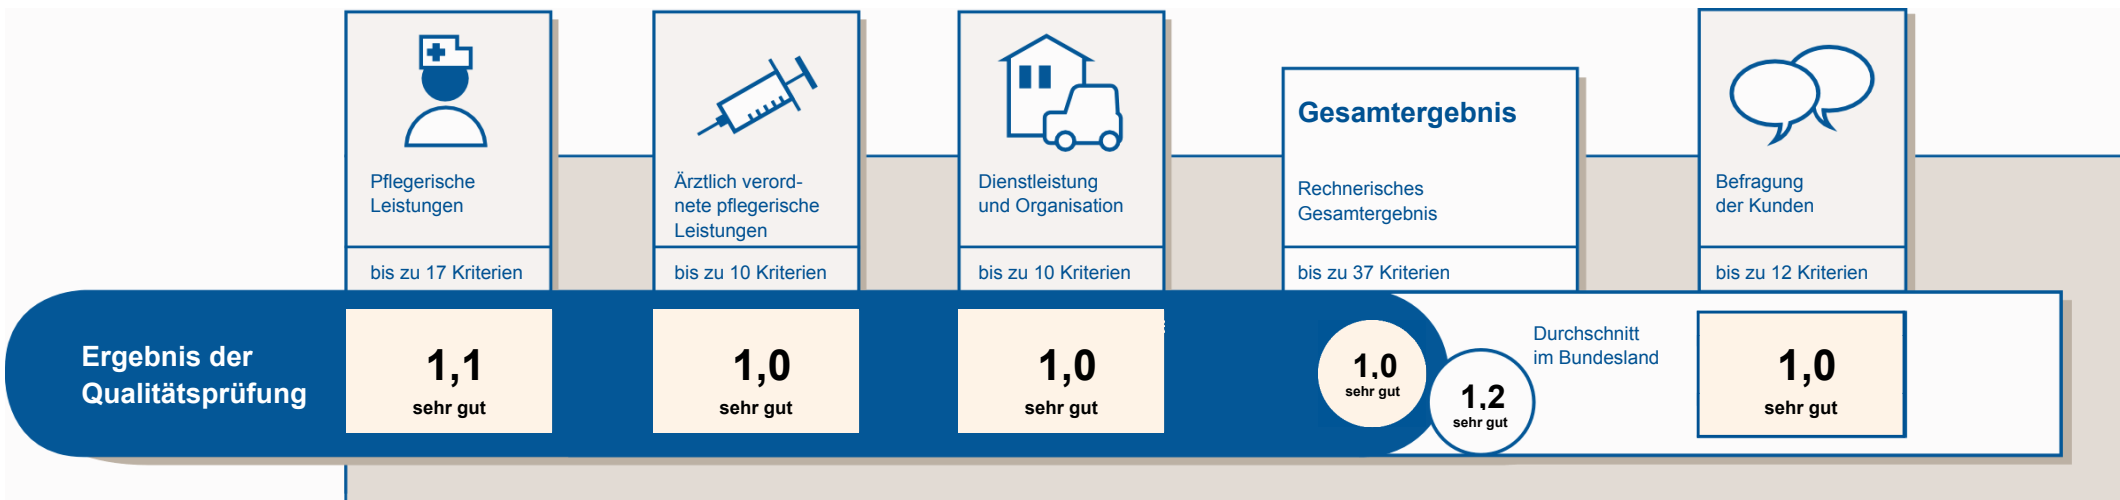 Pflegerische
Leistungen
bis zu 17 Kriterien
Ärztlich verord-
nete pflegerische
Leistungen
bis zu 10 Kriterien
Dienstleistung
und Organisation
bis zu 10 Kriterien
Gesamtergebnis
Rechnerisches
Gesamtergebnis
bis zu 37 Kriterien
Befragung
der Kunden
bis zu 12 Kriterien
Ergebnis der
Qualitätsprüfung
1,1
sehr gut
1,0
sehr gut
1,0
sehr gut
1,0
sehr gut
1,2
sehr gut
Durchschnitt
im Bundesland
1,0
sehr gut